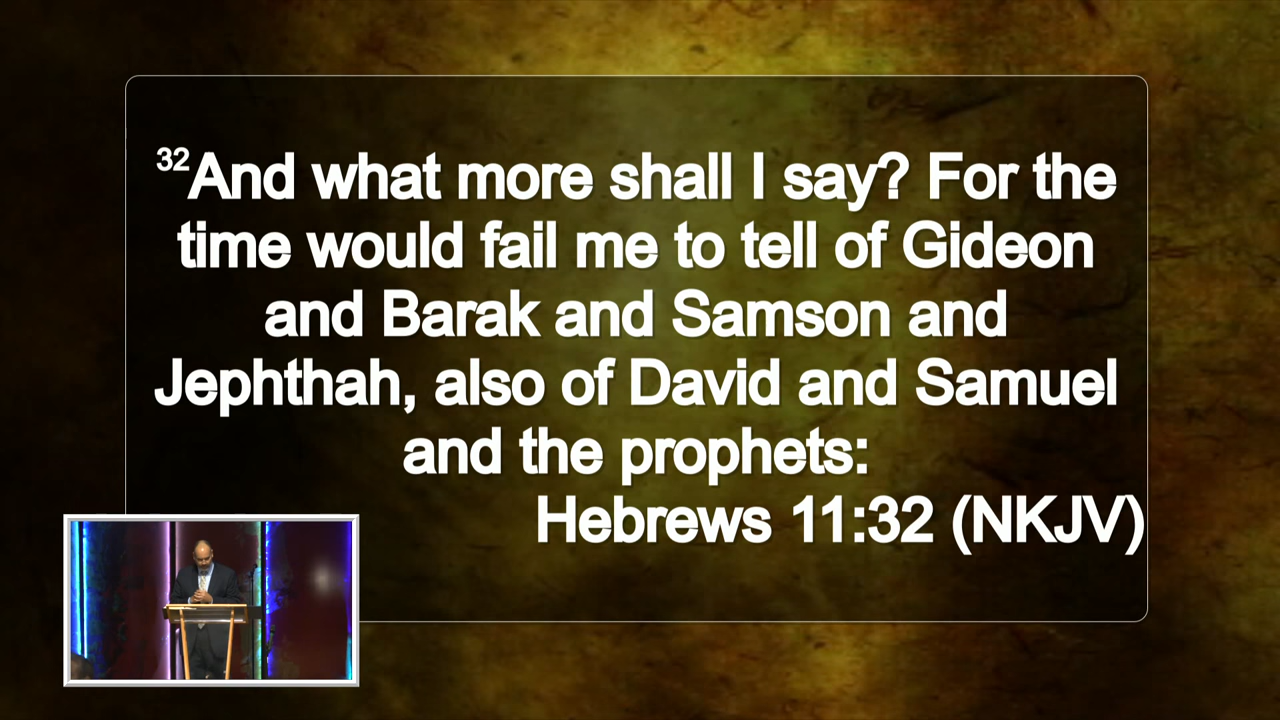 32And what more shall I say? For the
time would fail me to tell of Gideon
and Barak and Samson and
Jephthah, also of David and Samuel
and the prophets:
Hebrews 11:32 (NKJV)